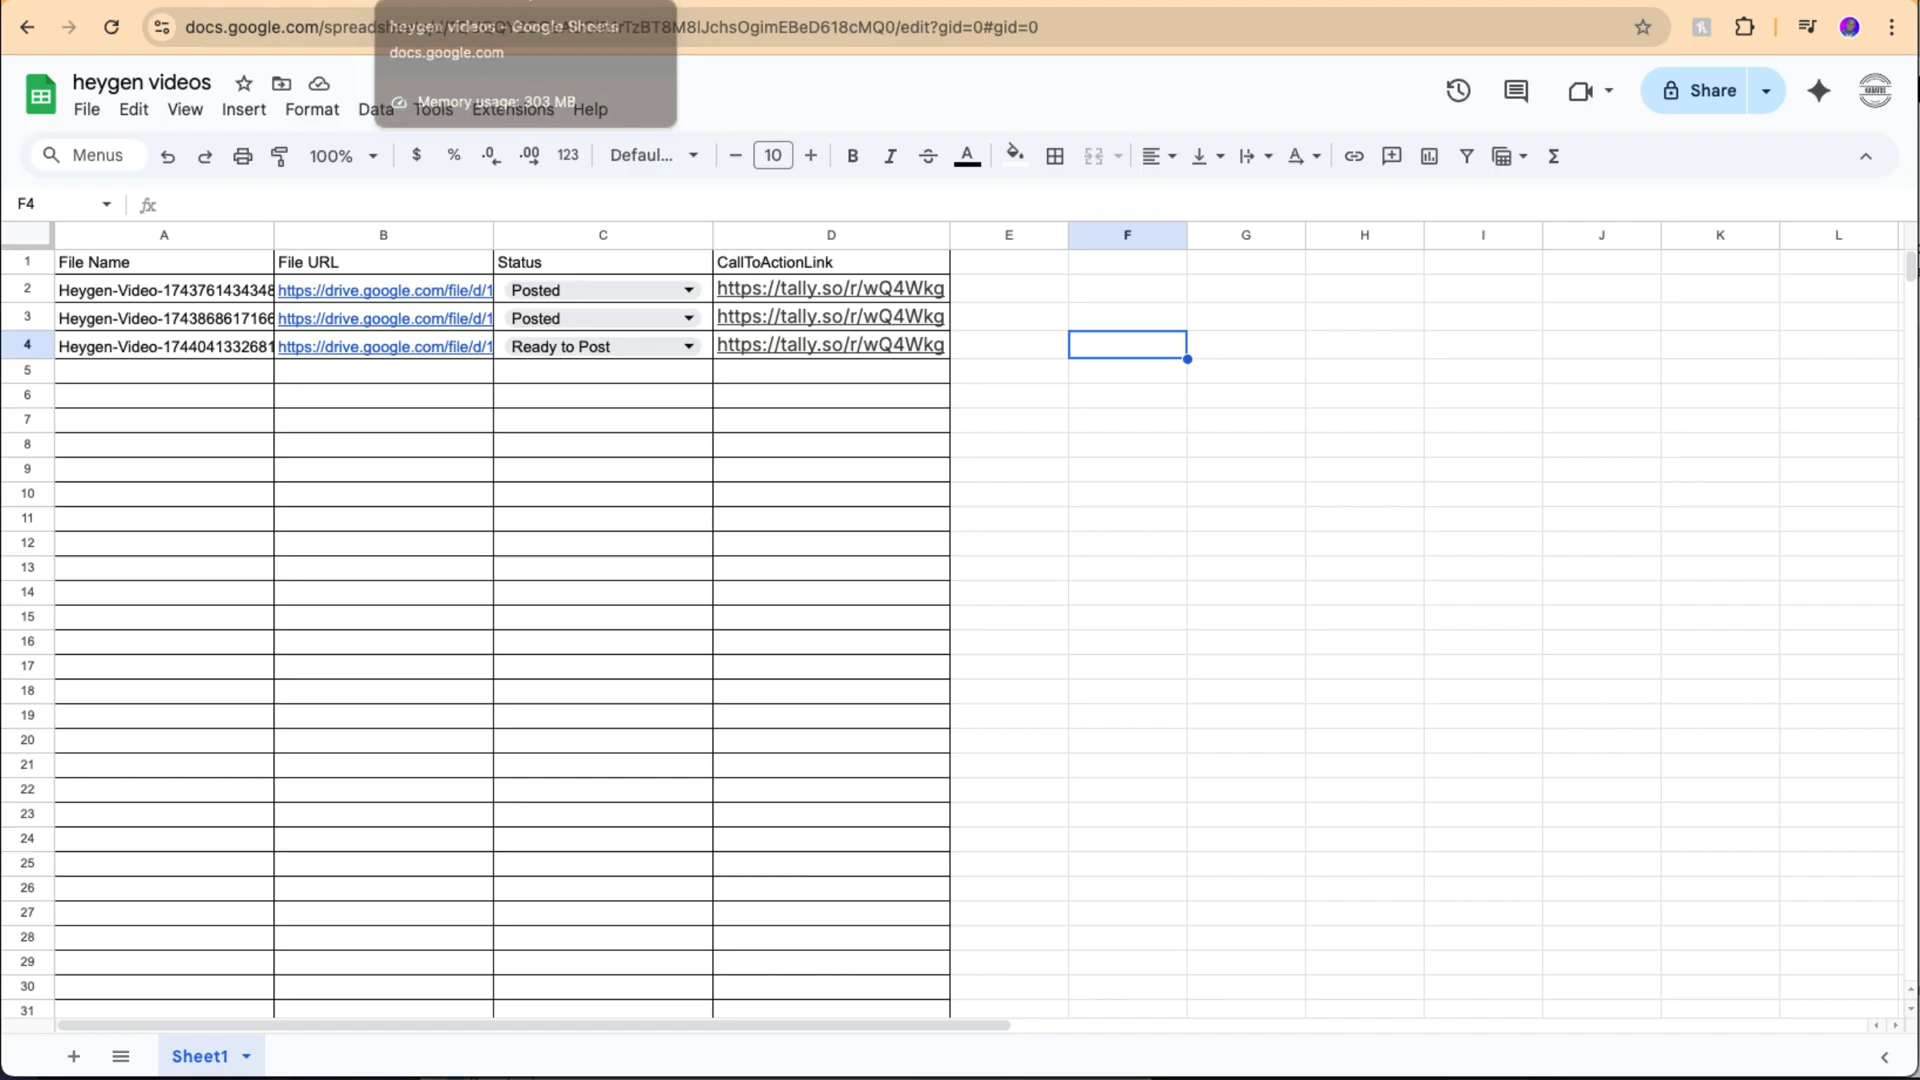 docs.google.com/spreadsh
rTzBT8M8lJchsOgimEBeD618cMQ0/edit?gid=0#gid=0
heygen videos - Google Sheets
docs.google.com
Memory usage: 303 MB
heygen videos
File Edit View Insert Format Data Tools Extensions Help
Share
Menus 100% $ % .0 .00 123 Defaul... 10 B I A
F4 fx
A B C D E F G H I J K L
1 File Name File URL Status CallToActionLink
2 Heygen-Video-1743761434348 https://drive.google.com/file/d/1 Posted https://tally.so/r/wQ4Wkg
3 Heygen-Video-1743868617166 https://drive.google.com/file/d/1 Posted https://tally.so/r/wQ4Wkg
4 Heygen-Video-1744041332681 https://drive.google.com/file/d/1 Ready to Post https://tally.so/r/wQ4Wkg
5
6
7
8
9
10
11
12
13
14
15
16
17
18
19
20
21
22
23
24
25
26
27
28
29
30
31
Sheet1